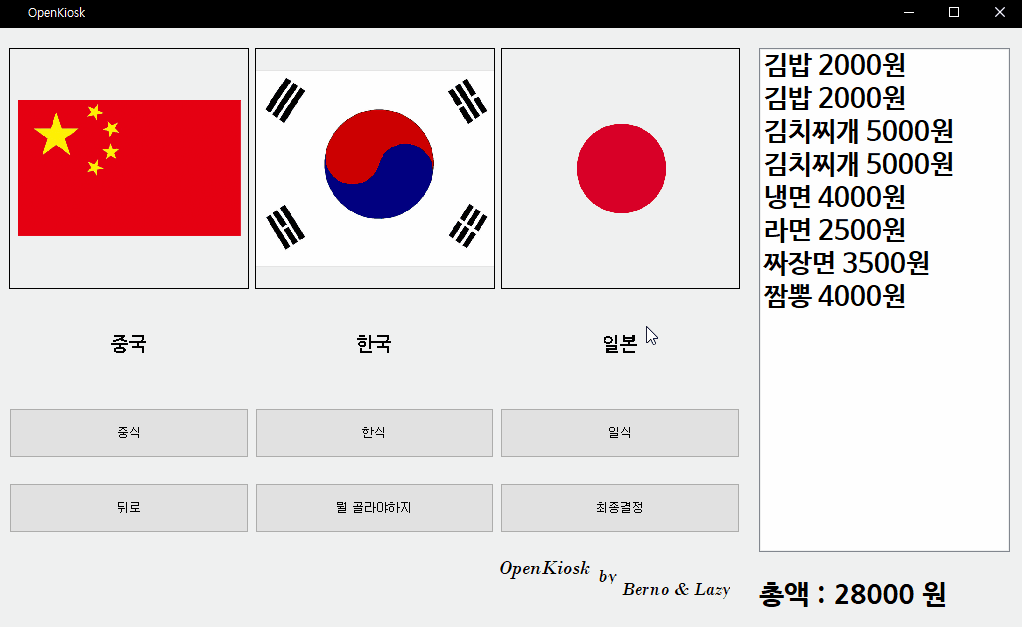 OpenKiosk
중국
한국
일본
중식
한식
일식
뒤로
뭘 골라야하지
최종결정
OpenKiosk by Berno & Lazy
김밥 2000원
김밥 2000원
김치찌개 5000원
김치찌개 5000원
냉면 4000원
라면 2500원
짜장면 3500원
짬뽕 4000원
총액 : 28000 원